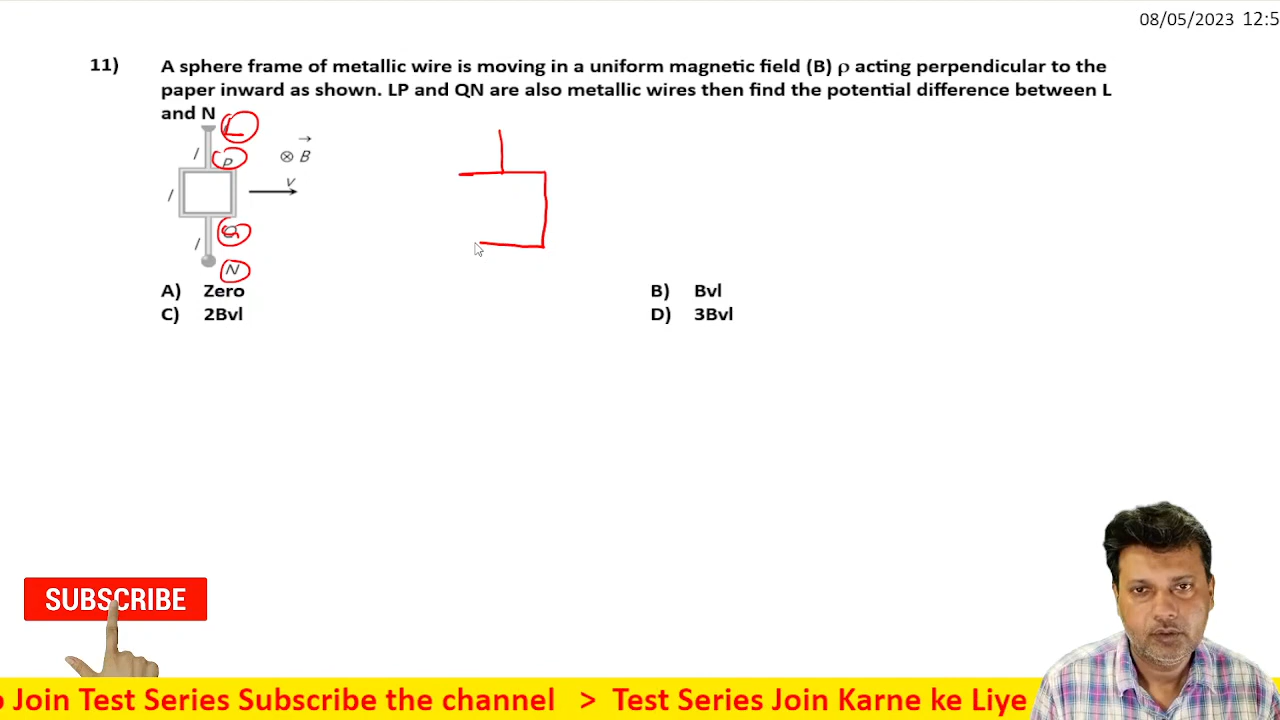 08/05/2023 12:5
11) A sphere frame of metallic wire is moving in a uniform magnetic field (B) ρ acting perpendicular to the
paper inward as shown. LP and QN are also metallic wires then find the potential difference between L
and N
L
l P ⊗ B
l v
l Q
N
A) Zero B) Bvl
C) 2Bvl D) 3Bvl
SUBSCRIBE
o Join Test Series Subscribe the channel > Test Series Join Karne ke Liye